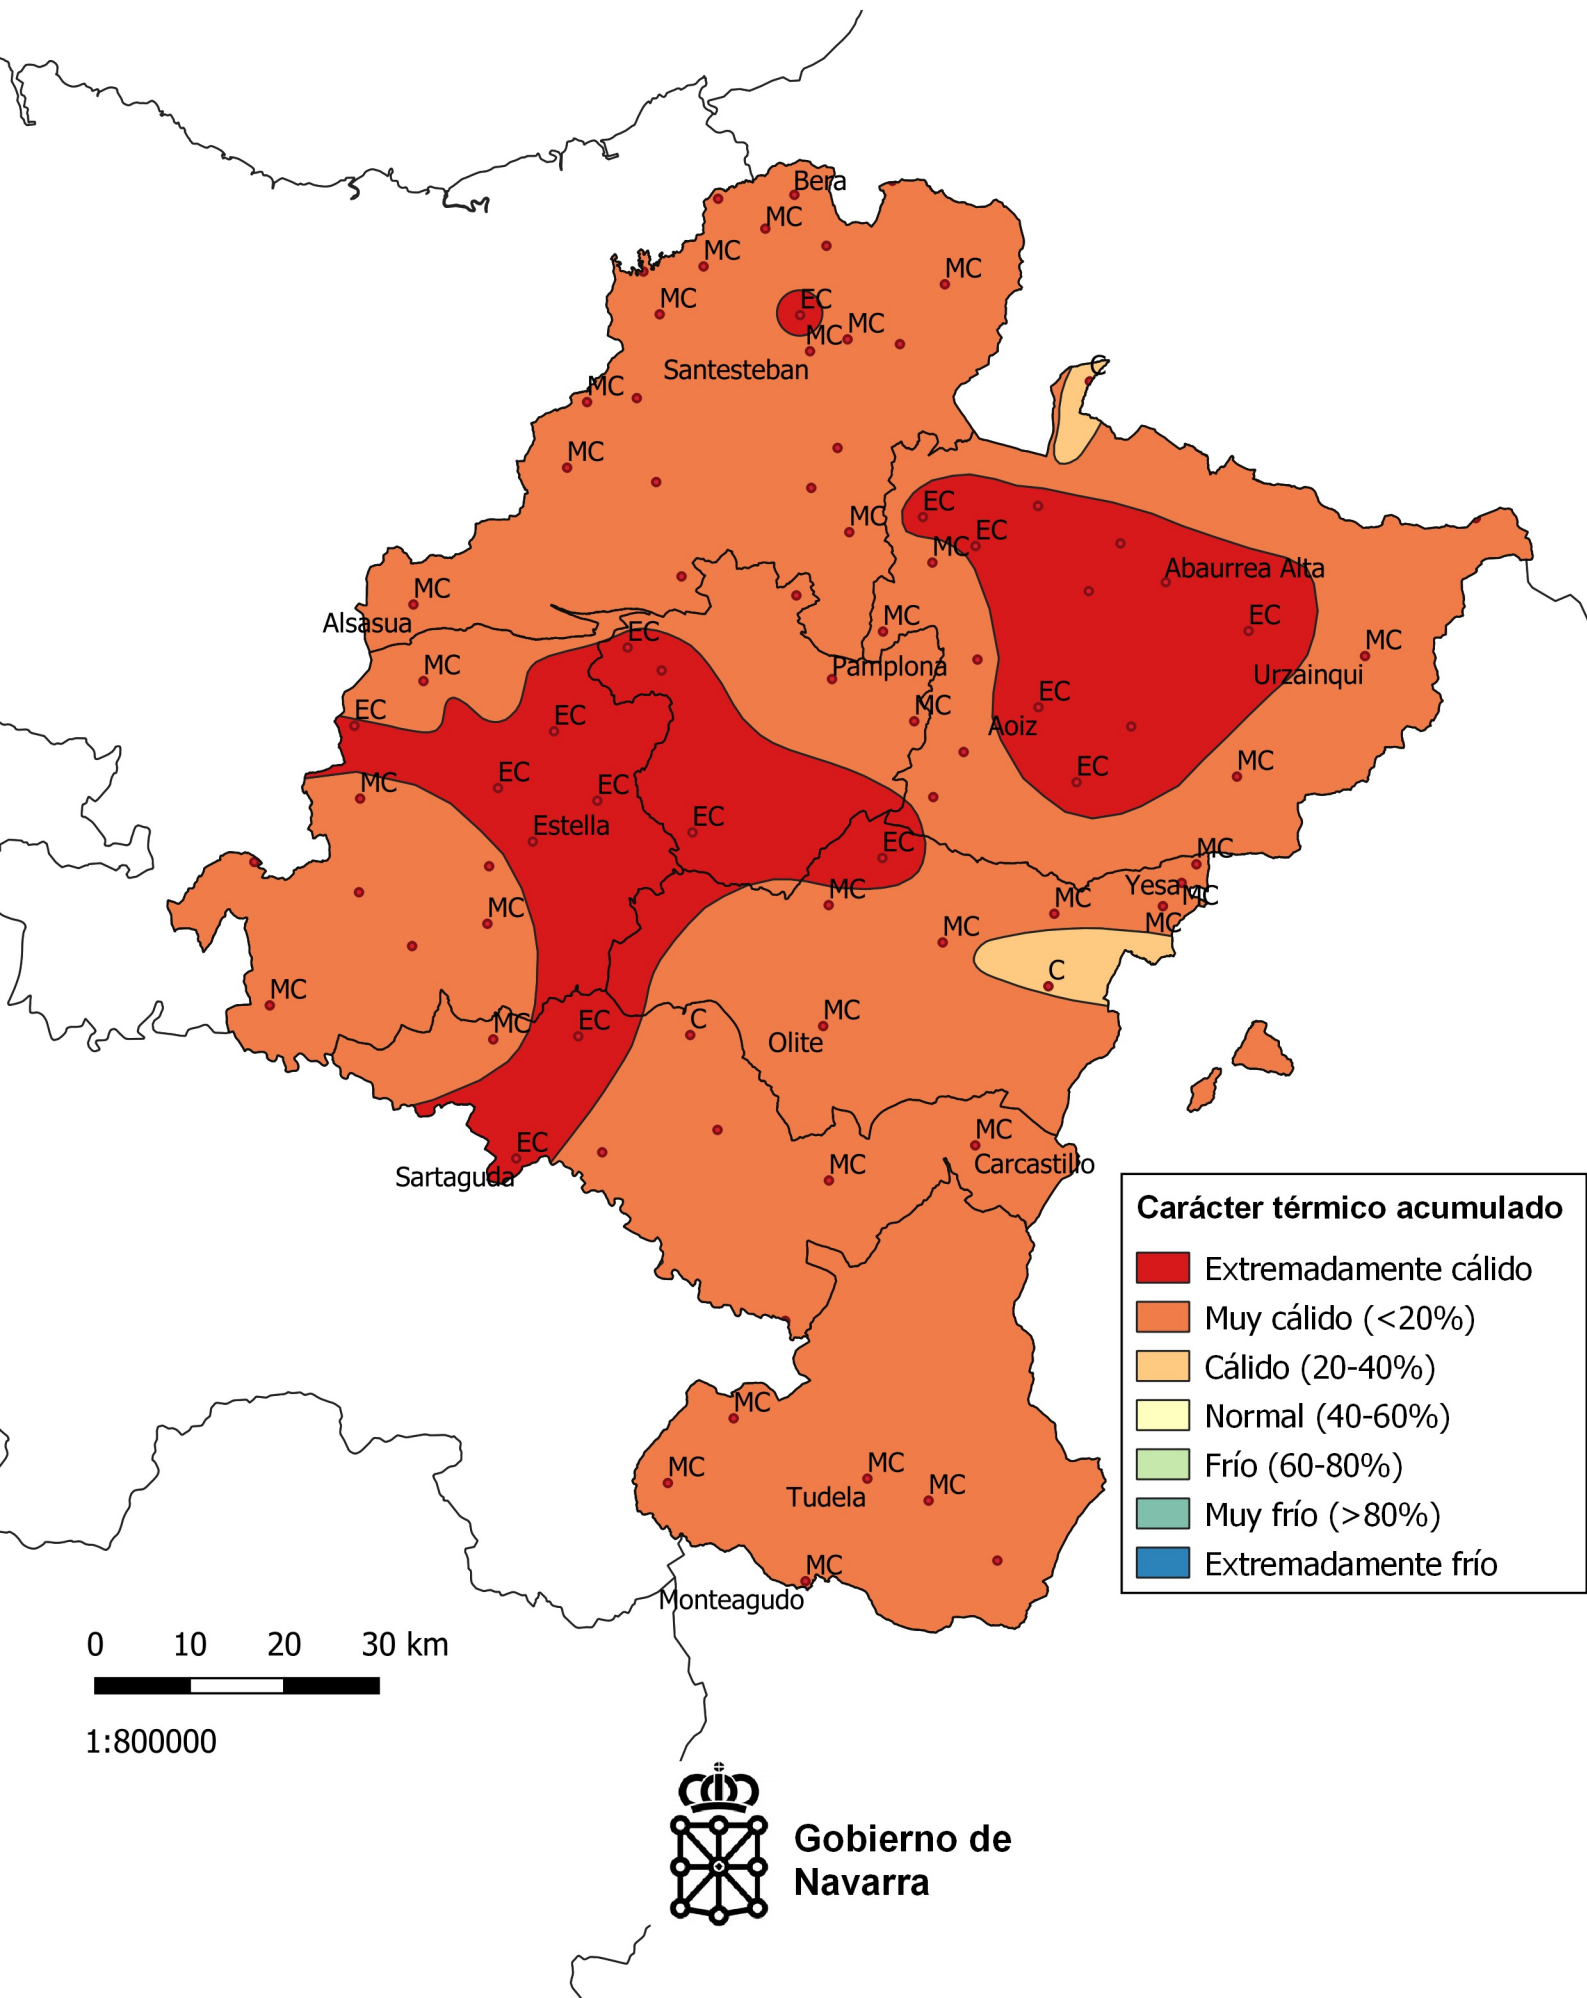 Bera
MC
MC
MC
MC
EC
MC
MC
Santesteban
C
MC
MC
EC
MC
EC
MC
Abaurrea Alta
MC
Alsasua
MC
EC
EC
MC
MC
Pamplona
Urzainqui
EC
MC
EC
EC
MC
Aoiz
MC
EC
EC
MC
EC
EC
Estella
EC
MC
Yesa
MC
MC
MC
MC
MC
MC
C
MC
MC
EC
C
MC
Olite
EC
MC
MC
Carcastillo
Sartaguda
Carácter térmico acumulado
Extremadamente cálido
Muy cálido (<20%)
Cálido (20-40%)
Normal (40-60%)
Frío (60-80%)
Muy frío (>80%)
Extremadamente frío
MC
MC
MC
MC
Tudela
MC
Monteagudo
0 10 20 30 km
1:800000
Gobierno de
Navarra